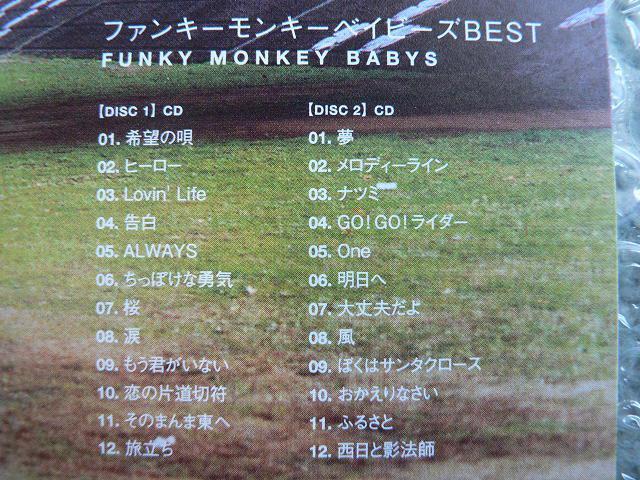 ファンキーモンキーベイビーズBEST
FUNKY MONKEY BABYS
【DISC 1】 CD
01. 希望の唄
02. ヒーロー
03. Lovin' Life
04. 告白
05. ALWAYS
06. ちっぽけな勇気
07. 桜
08. 涙
09. もう君がいない
10. 恋の片道切符
11. そのまんま東へ
12. 旅立ち
【DISC 2】 CD
01. 夢
02. メロディーライン
03. ナツミ
04. GO!GO!ライダー
05. One
06. 明日へ
07. 大丈夫だよ
08. 風
09. ぼくはサンタクロース
10. おかえりなさい
11. ふるさと
12. 西日と影法師